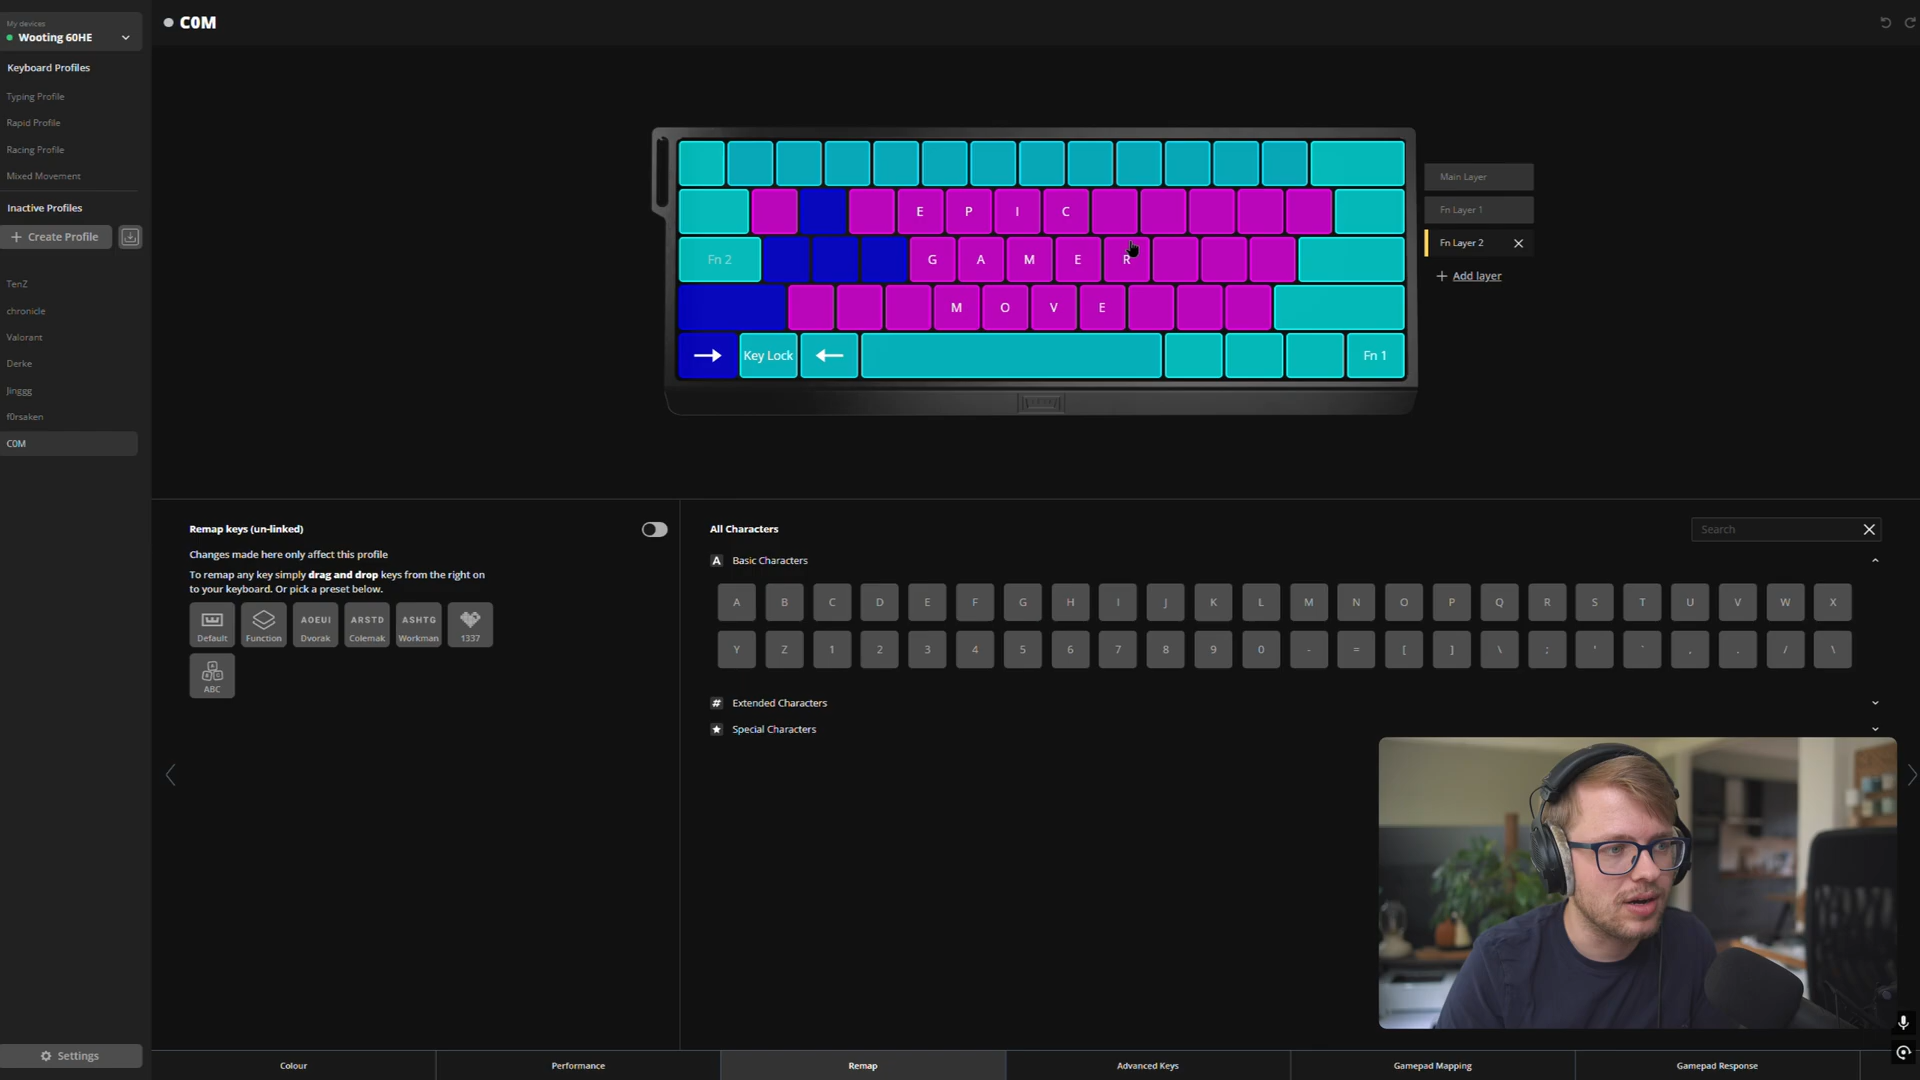 My devices
Wooting 60HE
Keyboard Profiles
Typing Profile
Rapid Profile
Racing Profile
Mixed Movement
Inactive Profiles
+ Create Profile
TenZ
chronicle
Valorant
Derke
Jinggg
f0rsaken
C0M
Settings
C0M
E P I C
Fn 2 G A M E R
M O V E
→ Key Lock ← Fn 1
Main Layer
Fn Layer 1
Fn Layer 2
+ Add layer
Remap keys (un-linked)
Changes made here only affect this profile
To remap any key simply drag and drop keys from the right on
to your keyboard. Or pick a preset below.
Default
Function
AOEUI
Dvorak
ARSTD
Colemak
ASHTG
Workman
1337
ABC
All Characters
Search
A Basic Characters
A B C D E F G H I J K L M N O P Q R S T U V W X
Y Z 1 2 3 4 5 6 7 8 9 0 - = [ ] \ ; ' ` , . / \
# Extended Characters
Special Characters
Colour
Performance
Remap
Advanced Keys
Gamepad Mapping
Gamepad Response